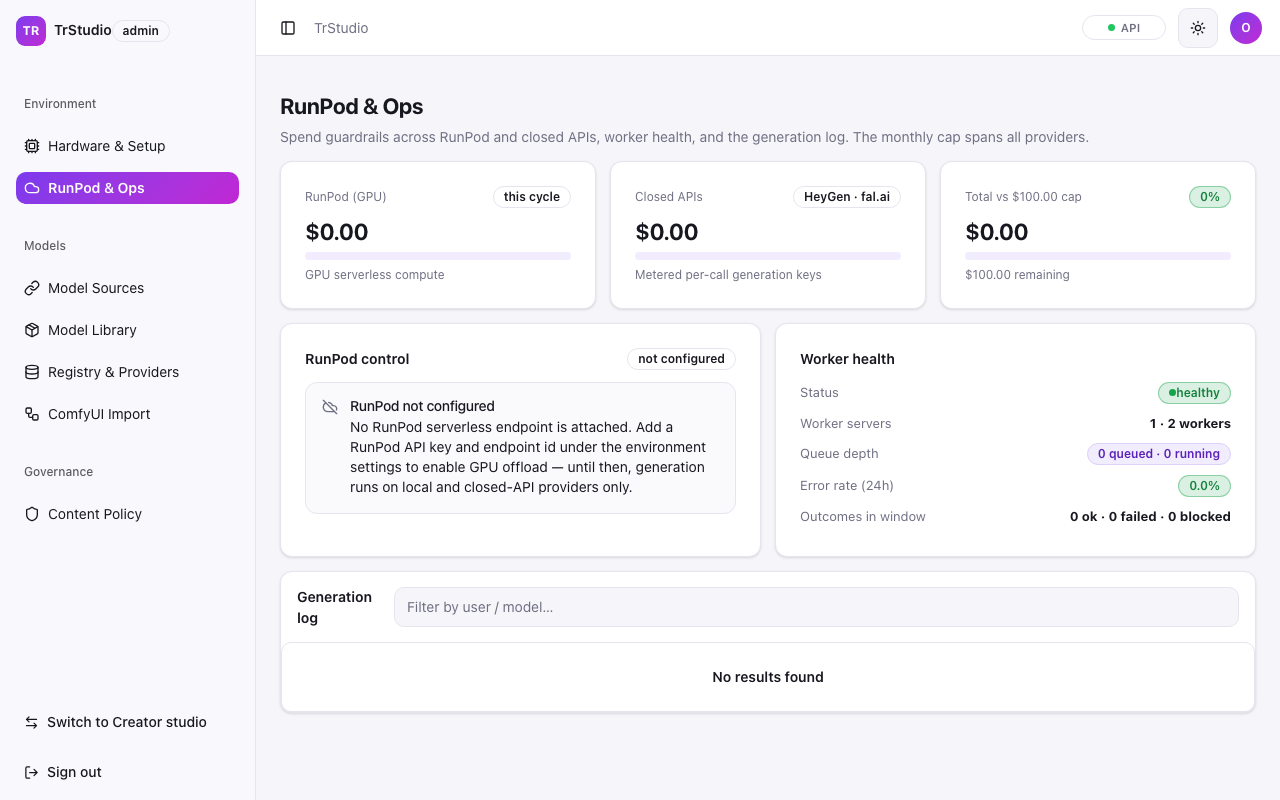 TR
TrStudio
admin
Environment
Hardware & Setup
RunPod & Ops
Models
Model Sources
Model Library
Registry & Providers
ComfyUI Import
Governance
Content Policy
Switch to Creator studio
Sign out
TrStudio
API
O
RunPod & Ops
Spend guardrails across RunPod and closed APIs, worker health, and the generation log. The monthly cap spans all providers.
RunPod (GPU)
this cycle
$0.00
GPU serverless compute
Closed APIs
HeyGen · fal.ai
$0.00
Metered per-call generation keys
Total vs $100.00 cap
0%
$0.00
$100.00 remaining
RunPod control
not configured
RunPod not configured
No RunPod serverless endpoint is attached. Add a
RunPod API key and endpoint id under the environment
settings to enable GPU offload — until then, generation
runs on local and closed-API providers only.
Worker health
Status
healthy
Worker servers
1 · 2 workers
Queue depth
0 queued · 0 running
Error rate (24h)
0.0%
Outcomes in window
0 ok · 0 failed · 0 blocked
Generation
log
Filter by user / model...
No results found